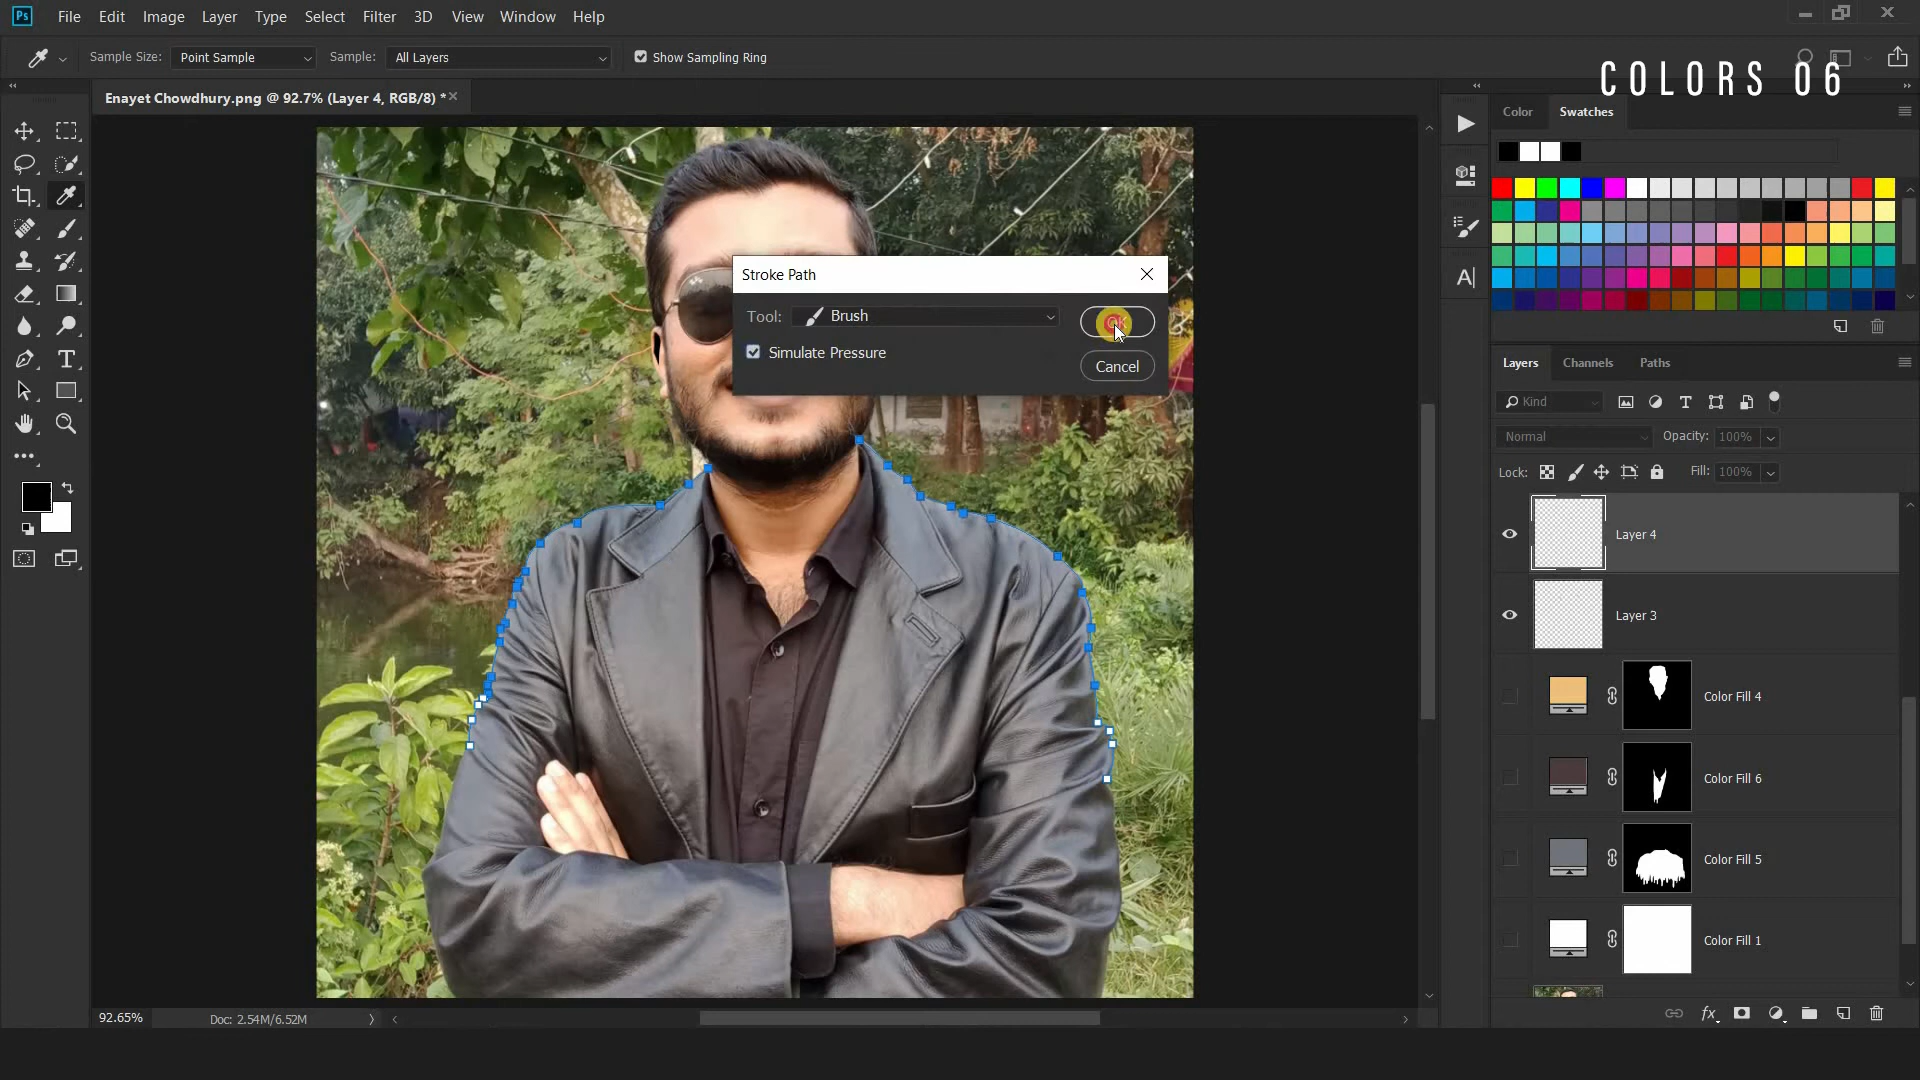 Ps File Edit Image Layer Type Select Filter 3D View Window Help
Sample Size: Point Sample Sample: All Layers Show Sampling Ring
COLORS 06
Enayet Chowdhury.png @ 92.7% (Layer 4, RGB/8) *
Color Swatches
Stroke Path
Tool: Brush OK
Simulate Pressure
Cancel
Layers Channels Paths
Kind
Normal Opacity: 100%
Lock: Fill: 100%
Layer 4
Layer 3
Color Fill 4
Color Fill 6
Color Fill 5
Color Fill 1
92.65% Doc: 2.54M/6.52M